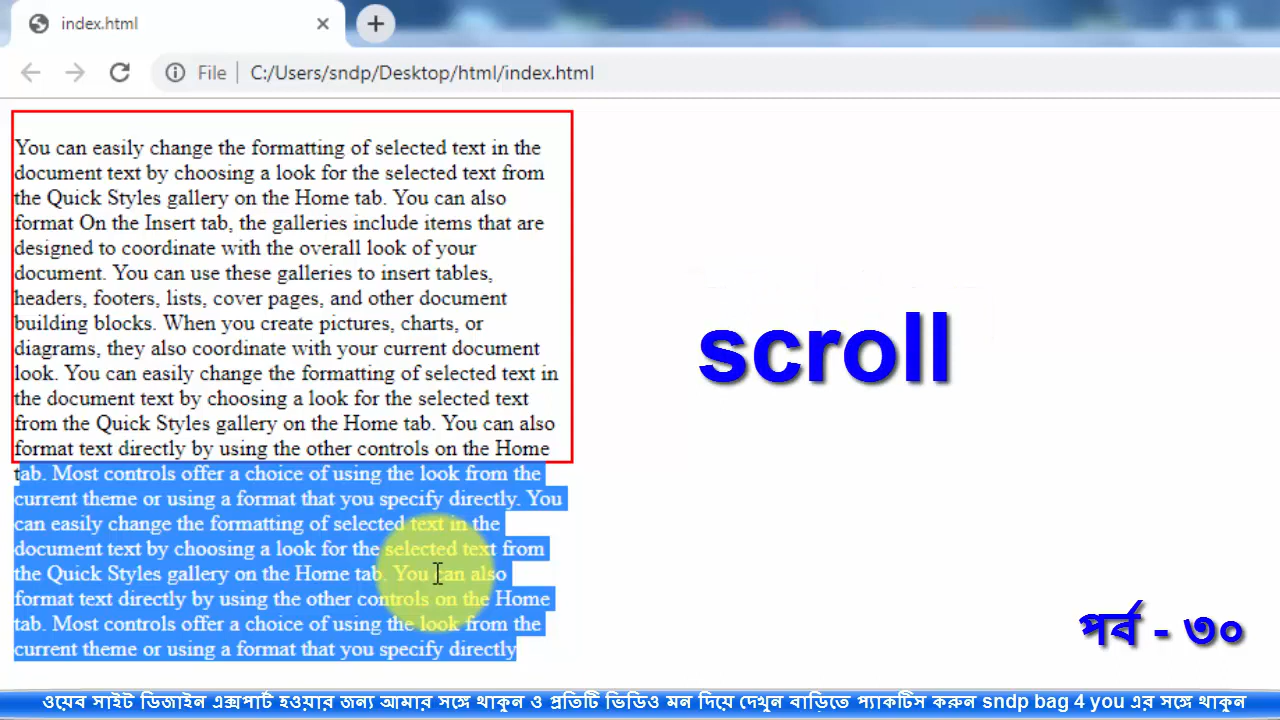 index.html
File C:/Users/sndp/Desktop/html/index.html
You can easily change the formatting of selected text in the
document text by choosing a look for the selected text from
the Quick Styles gallery on the Home tab. You can also
format On the Insert tab, the galleries include items that are
designed to coordinate with the overall look of your
document. You can use these galleries to insert tables,
headers, footers, lists, cover pages, and other document
building blocks. When you create pictures, charts, or
diagrams, they also coordinate with your current document
look. You can easily change the formatting of selected text in
the document text by choosing a look for the selected text
from the Quick Styles gallery on the Home tab. You can also
format text directly by using the other controls on the Home
tab. Most controls offer a choice of using the look from the
current theme or using a format that you specify directly. You
can easily change the formatting of selected text in the
document text by choosing a look for the selected text from
the Quick Styles gallery on the Home tab. You can also
format text directly by using the other controls on the Home
tab. Most controls offer a choice of using the look from the
current theme or using a format that you specify directly
scroll
পর্ব - ৩০
ওয়েব সাইট ডিজাইন এক্সপার্ট হওয়ার জন্য আমার সঙ্গে থাকুন ও প্রতিটি ভিডিও মন দিয়ে দেখুন বাড়িতে প্যাকটিস করুন sndp bag 4 you এর সঙ্গে থাকুন